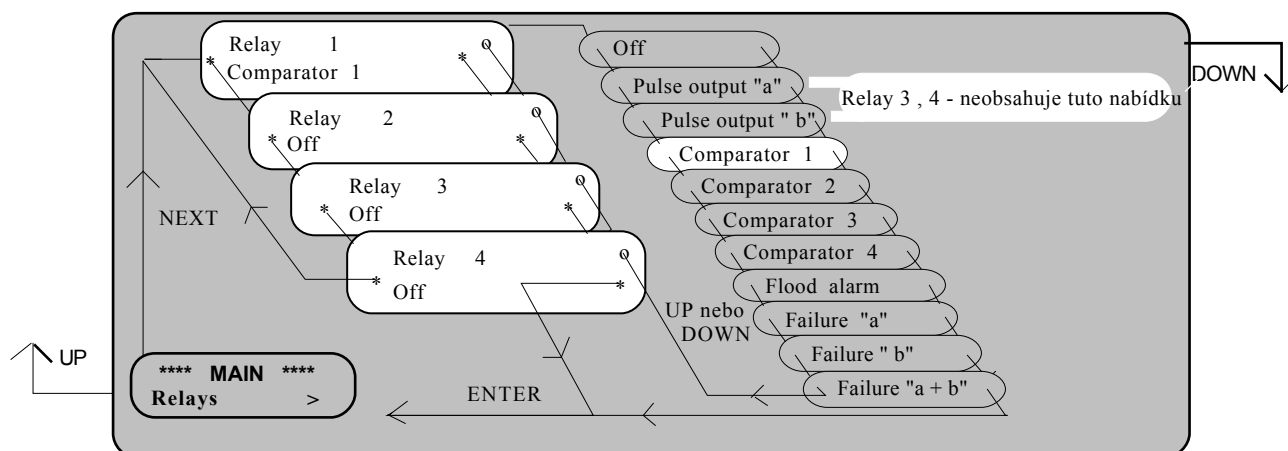 Relay 1 o
* Comparator 1 *
Relay 2 o
* Off *
Relay 3 o
* Off *
Relay 4 o
* Off *
Off
Pulse output "a"
Pulse output " b"
Comparator 1
Comparator 2
Comparator 3
Comparator 4
Flood alarm
Failure "a"
Failure " b"
Failure "a + b"
Relay 3 , 4 - neobsahuje tuto nabídku
DOWN
NEXT
UP nebo
DOWN
UP
**** MAIN ****
Relays >
ENTER